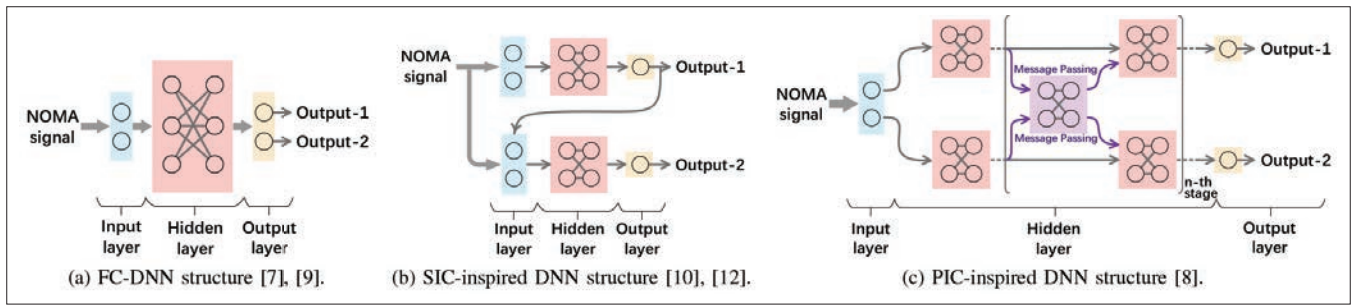 NOMA
signal
Output-1
Output-2
Input
layer
Hidden
layer
Output
layer
(a) FC-DNN structure [7], [9].
NOMA
signal
Output-1
Output-2
Input
layer
Hidden
layer
Output
layer
(b) SIC-inspired DNN structure [10], [12].
NOMA
signal
Message Passing
Message Passing
Output-1
Output-2
n-th
stage
Input
layer
Hidden
layer
Output
layer
(c) PIC-inspired DNN structure [8].